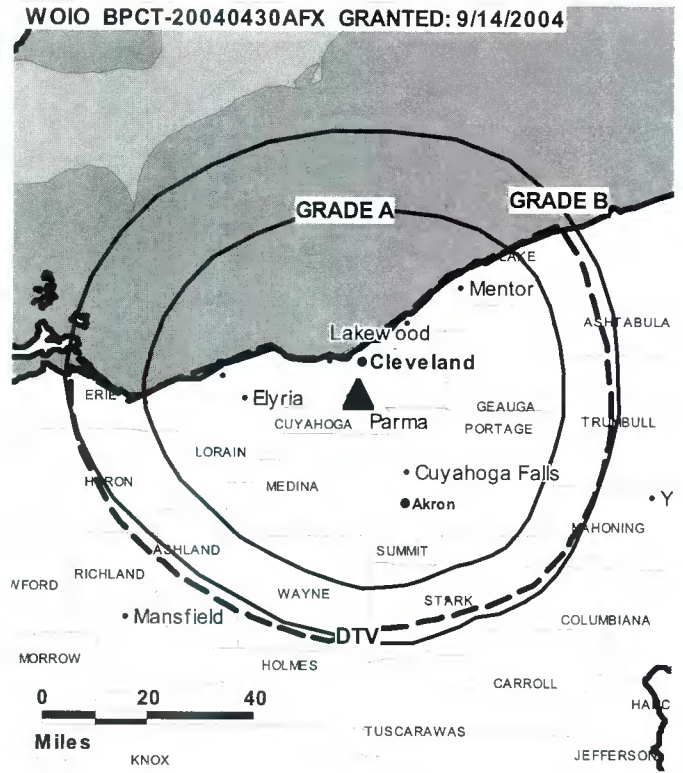 WOIO BPCT-20040430AFX GRANTED: 9/14/2004
GRADE B
GRADE A
LAKE
Mentor
ASHTABULA
Lakewood
Cleveland
ERIE
Elyria
GEAUGA
CUYAHOGA
Parma
PORTAGE
TRUMBULL
LORAIN
Cuyahoga Falls
HURON
MEDINA
Akron
Y
MAHONING
ASHLAND
SUMMIT
WFORD
RICHLAND
WAYNE
STARK
Mansfield
COLUMBIANA
DTV
MORROW
HOLMES
CARROLL
0 20 40
HANC
Miles
TUSCARAWAS
KNOX
JEFFERSON